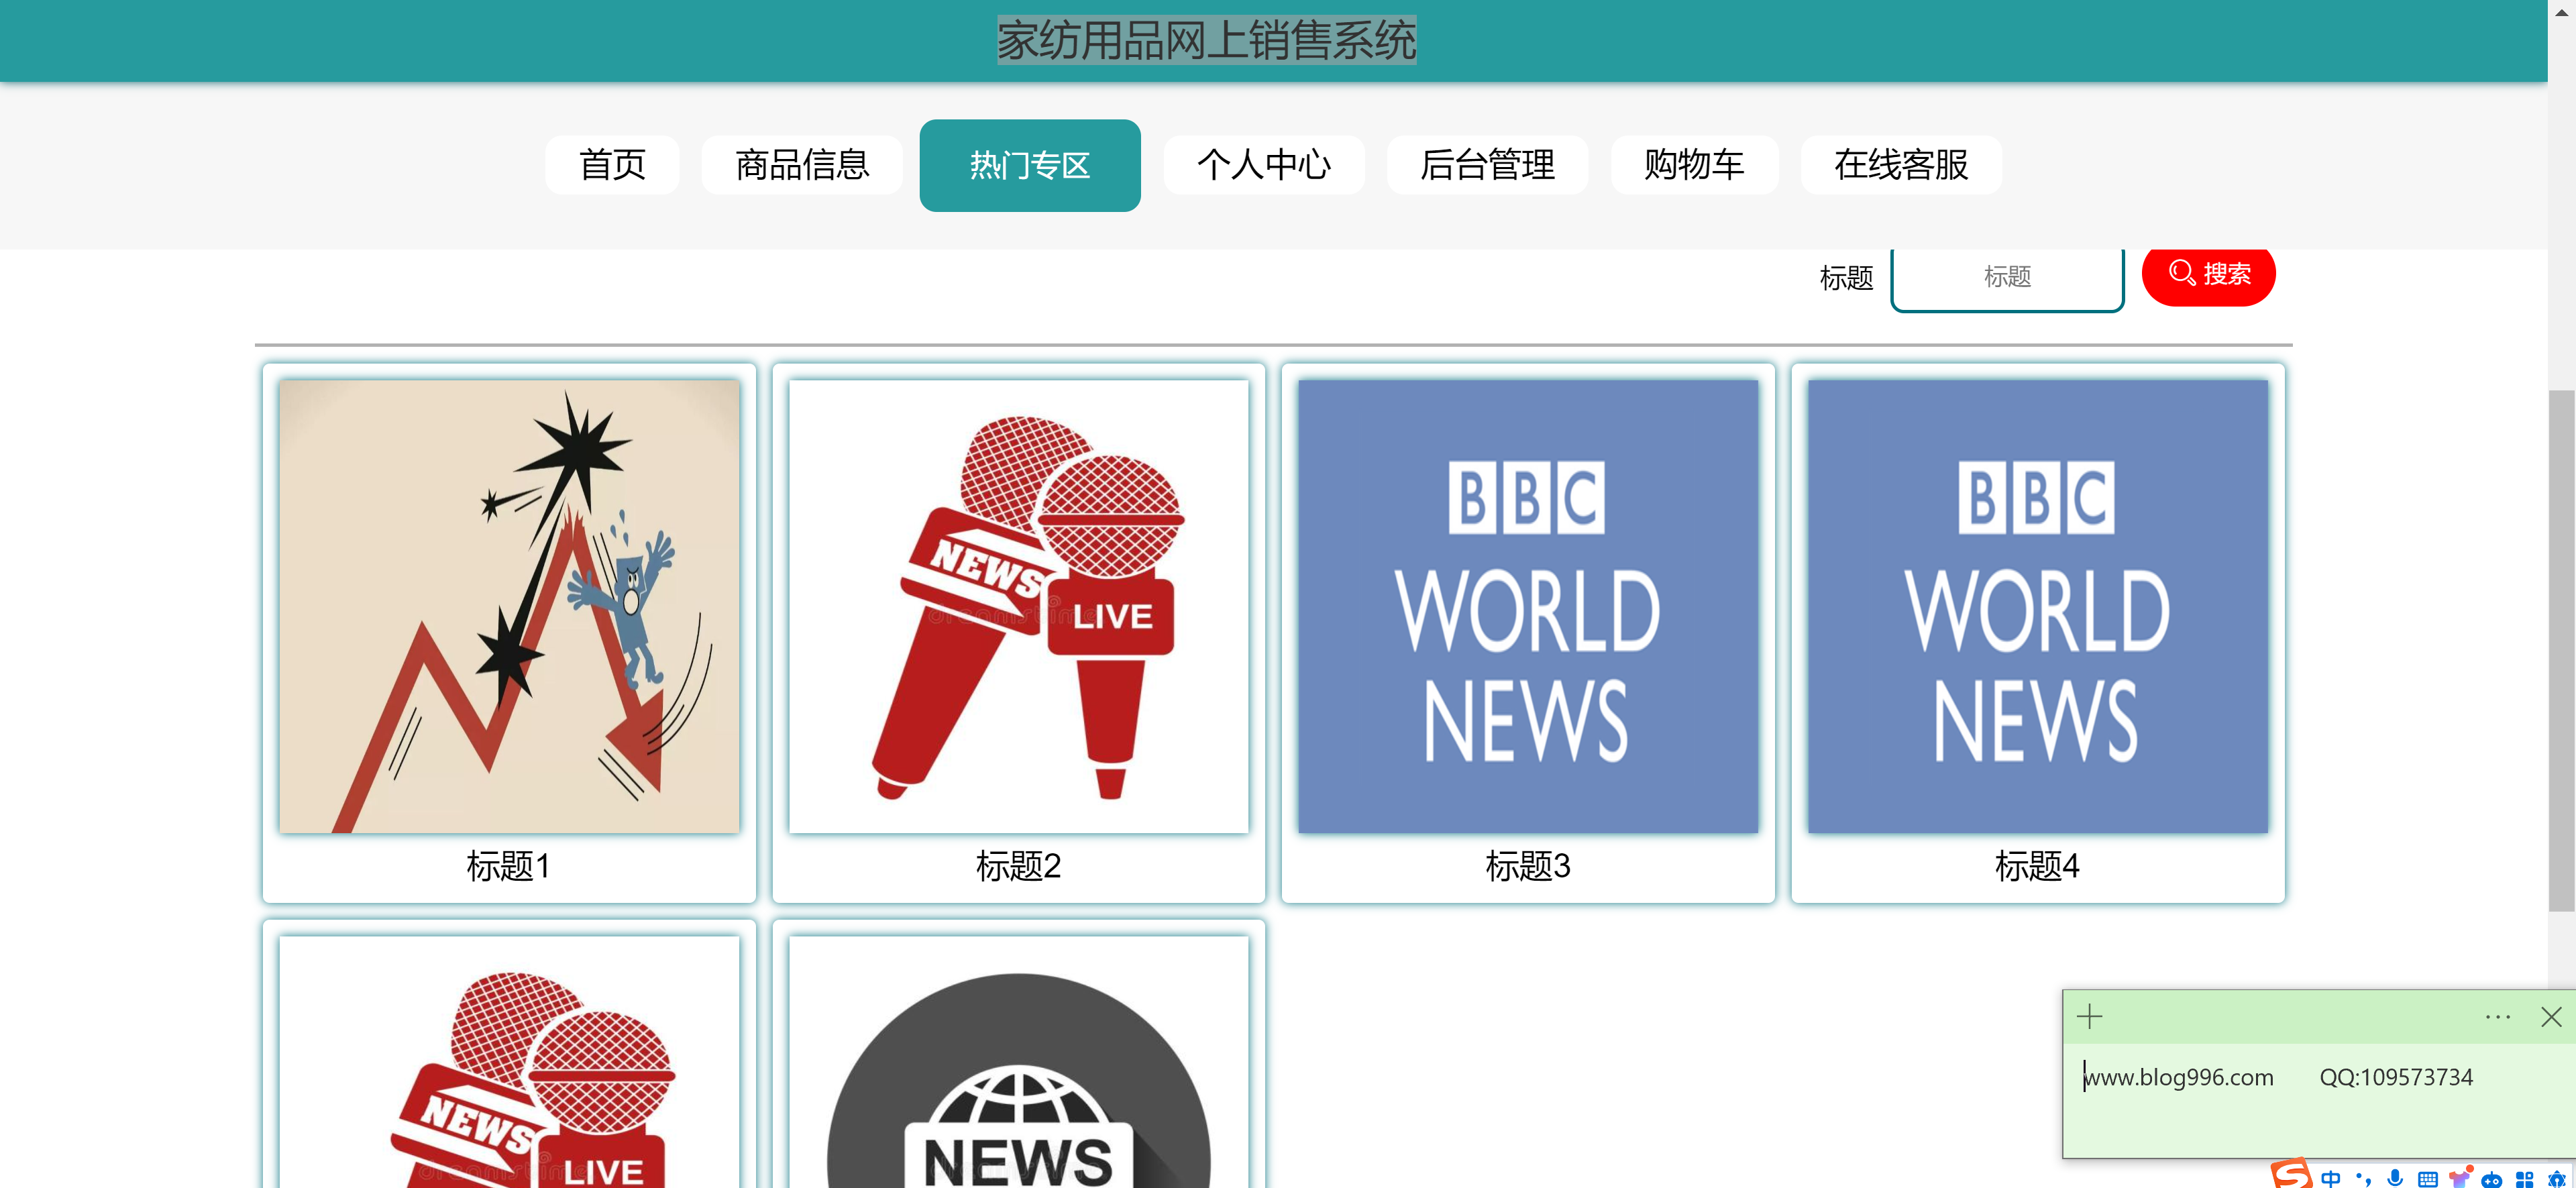 家纺用品网上销售系统
首页 商品信息 热门专区 个人中心 后台管理 购物车 在线客服
标题 标题 搜索
NEWS
LIVE
dreamstime
BBC
WORLD
NEWS
BBC
WORLD
NEWS
标题1 标题2 标题3 标题4
NEWS
LIVE
dreamstime
NEWS
www.blog996.com QQ:109573734
中